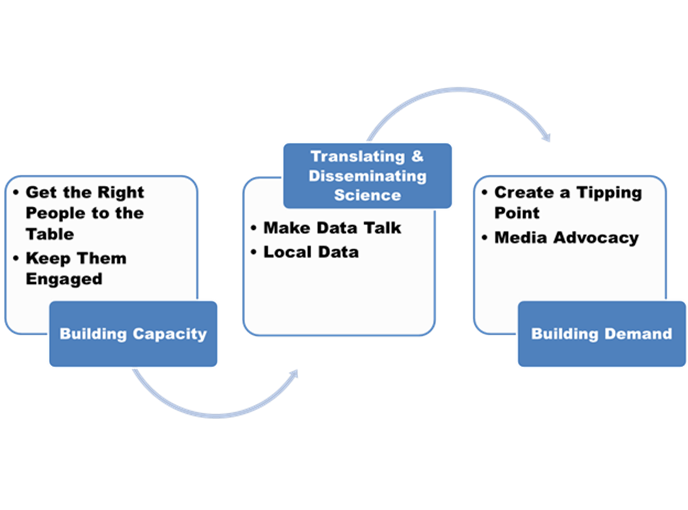 • Get the Right
People to the
Table
• Keep Them
Engaged
Building Capacity
Translating &
Disseminating
Science
• Make Data Talk
• Local Data
• Create a Tipping
Point
• Media Advocacy
Building Demand